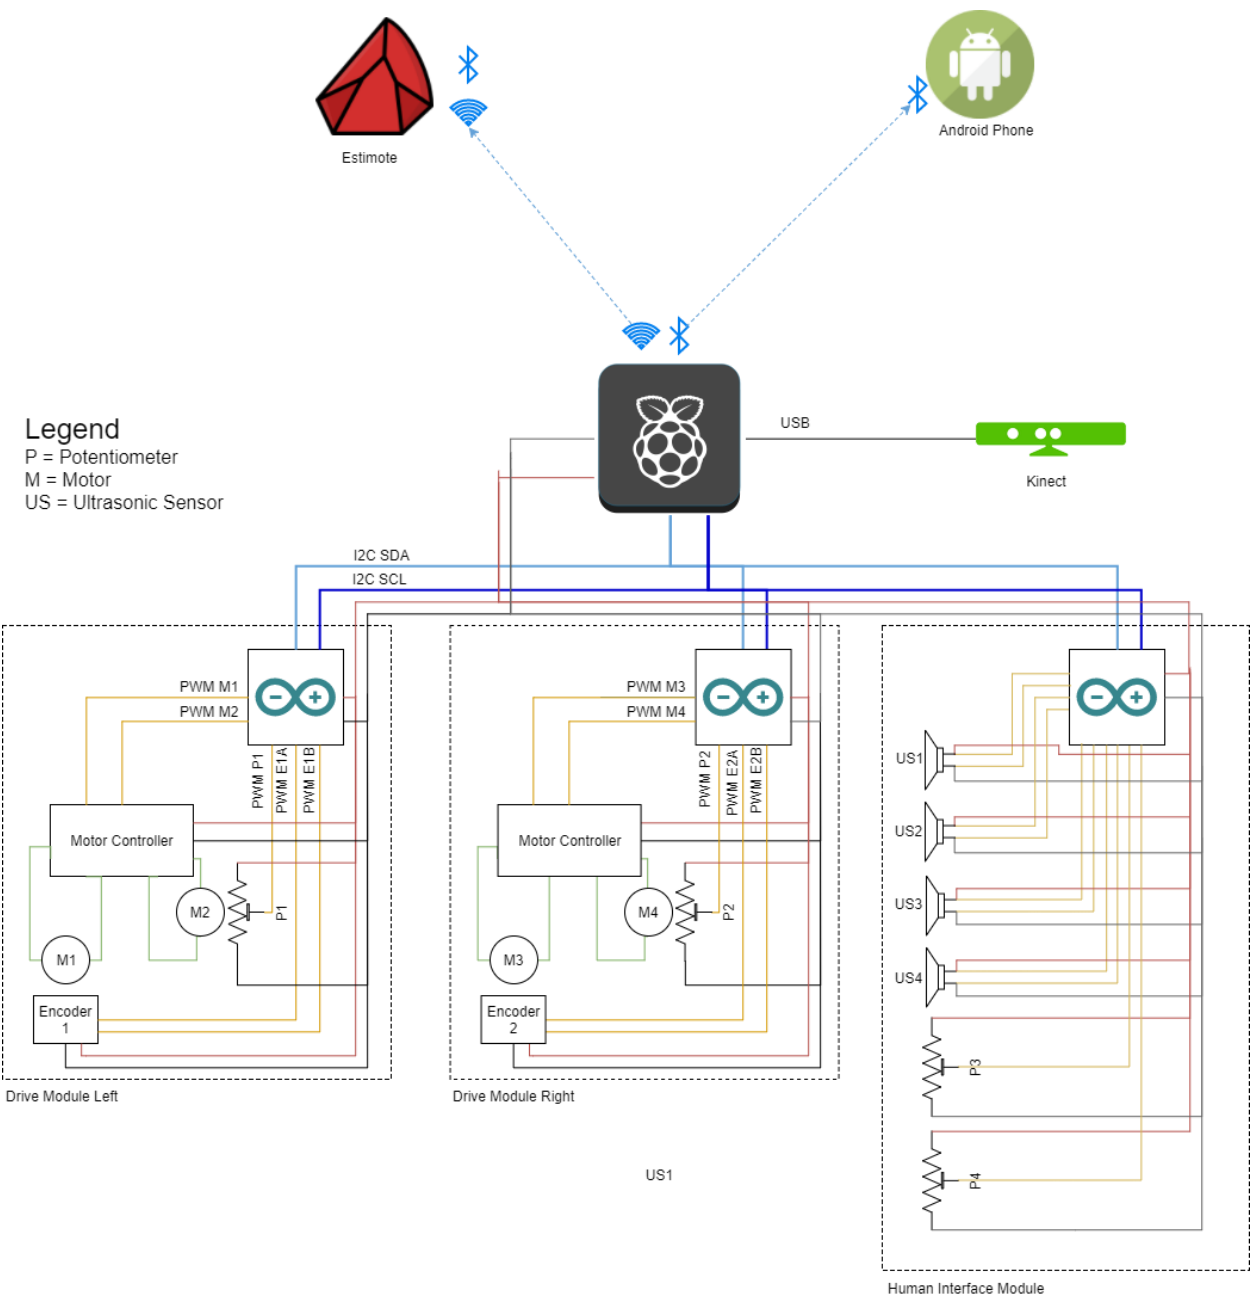 Estimote
Android Phone
USB
Kinect
Legend
P = Potentiometer
M = Motor
US = Ultrasonic Sensor
I2C SDA
I2C SCL
PWM M1
PWM M2
PWM P1
PWM E1A
PWM E1B
Motor Controller
M2
P1
M1
Encoder
1
Drive Module Left
PWM M3
PWM M4
PWM P2
PWM E2A
PWM E2B
Motor Controller
M4
P2
M3
Encoder
2
Drive Module Right
US1
US1
US2
US3
US4
P3
P4
Human Interface Module